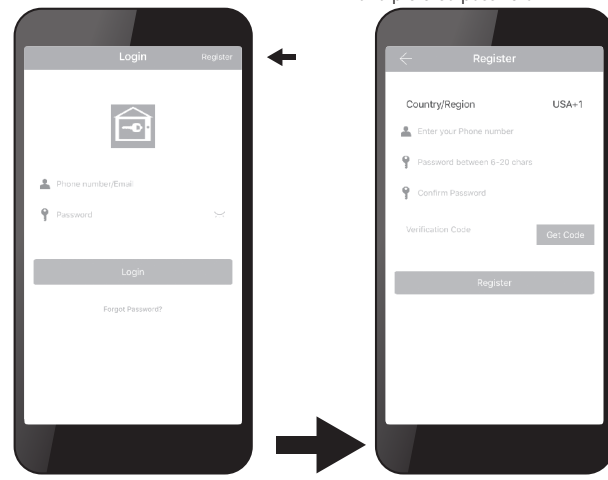 Login Register
Phone number/Email
Password
Login
Forgot Password?
Register
Country/Region USA+1
Enter your Phone number
Password between 6-20 chars
Confirm Password
Verification Code Get Code
Register